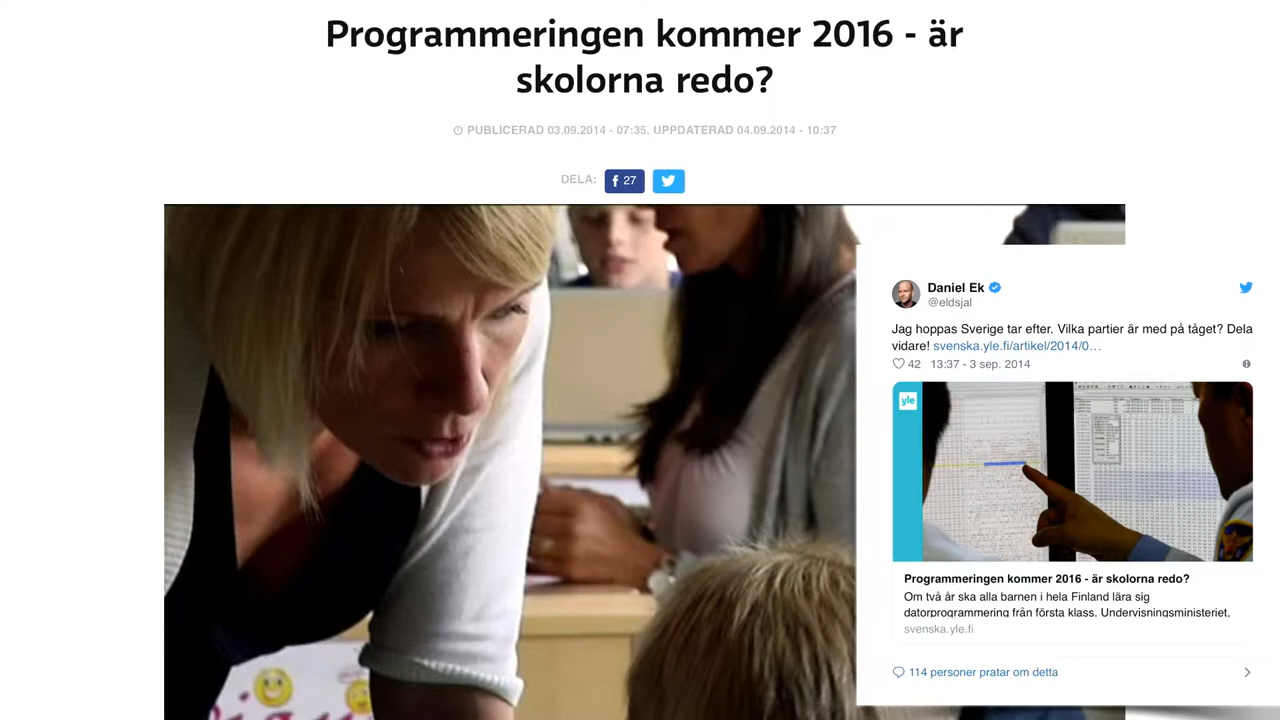 Programmeringen kommer 2016 - är
skolorna redo?
PUBLICERAD 03.09.2014 - 07:35. UPPDATERAD 04.09.2014 - 10:37
DELA:
27
Daniel Ek
@eldsjal
Jag hoppas Sverige tar efter. Vilka partier är med på tåget? Dela
vidare! svenska.yle.fi/artikel/2014/0…
42 13:37 - 3 sep. 2014
yle
Programmeringen kommer 2016 - är skolorna redo?
Om två år ska alla barnen i hela Finland lära sig
datorprogrammering från första klass. Undervisningsministeriet,
svenska.yle.fi
114 personer pratar om detta